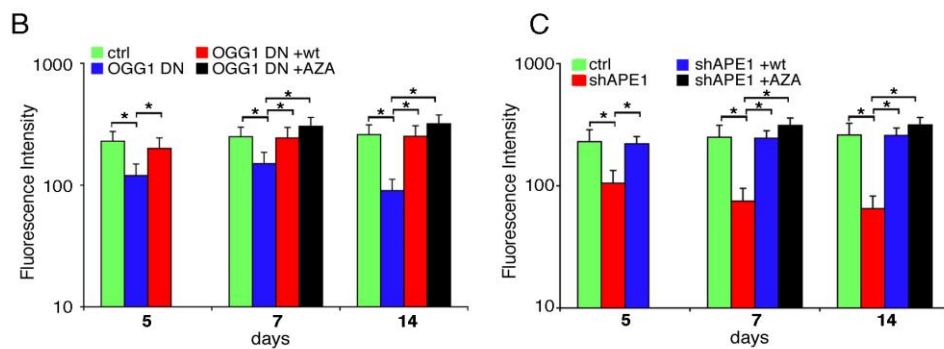 B
ctrl OGG1 DN +wt
OGG1 DN OGG1 DN +AZA
Fluorescence Intensity
1000
100
10
* * * * * * * *
5 7 14
days
C
ctrl shAPE1 +wt
shAPE1 shAPE1 +AZA
Fluorescence Intensity
1000
100
10
* * * * * * * *
5 7 14
days